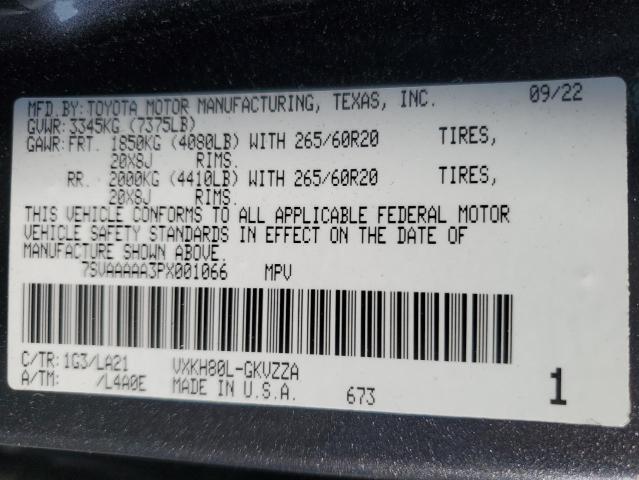 MFD.BY:TOYOTA MOTOR MANUFACTURING, TEXAS, INC. 09/22
GVWR:3345KG (7375LB)
GAWR:FRT. 1850KG (4080LB) WITH 265/60R20 TIRES,
20X8J RIMS.
RR. 2000KG (4410LB) WITH 265/60R20 TIRES,
20X8J RIMS.
THIS VEHICLE CONFORMS TO ALL APPLICABLE FEDERAL MOTOR
VEHICLE SAFETY STANDARDS IN EFFECT ON THE DATE OF
MANUFACTURE SHOWN ABOVE.
7SVAAAAA3PX001066 MPV
C/TR:1G3/LA21 VXKH80L-GKVZZA
A/TM: /L4A0E MADE IN U.S.A. 673 1